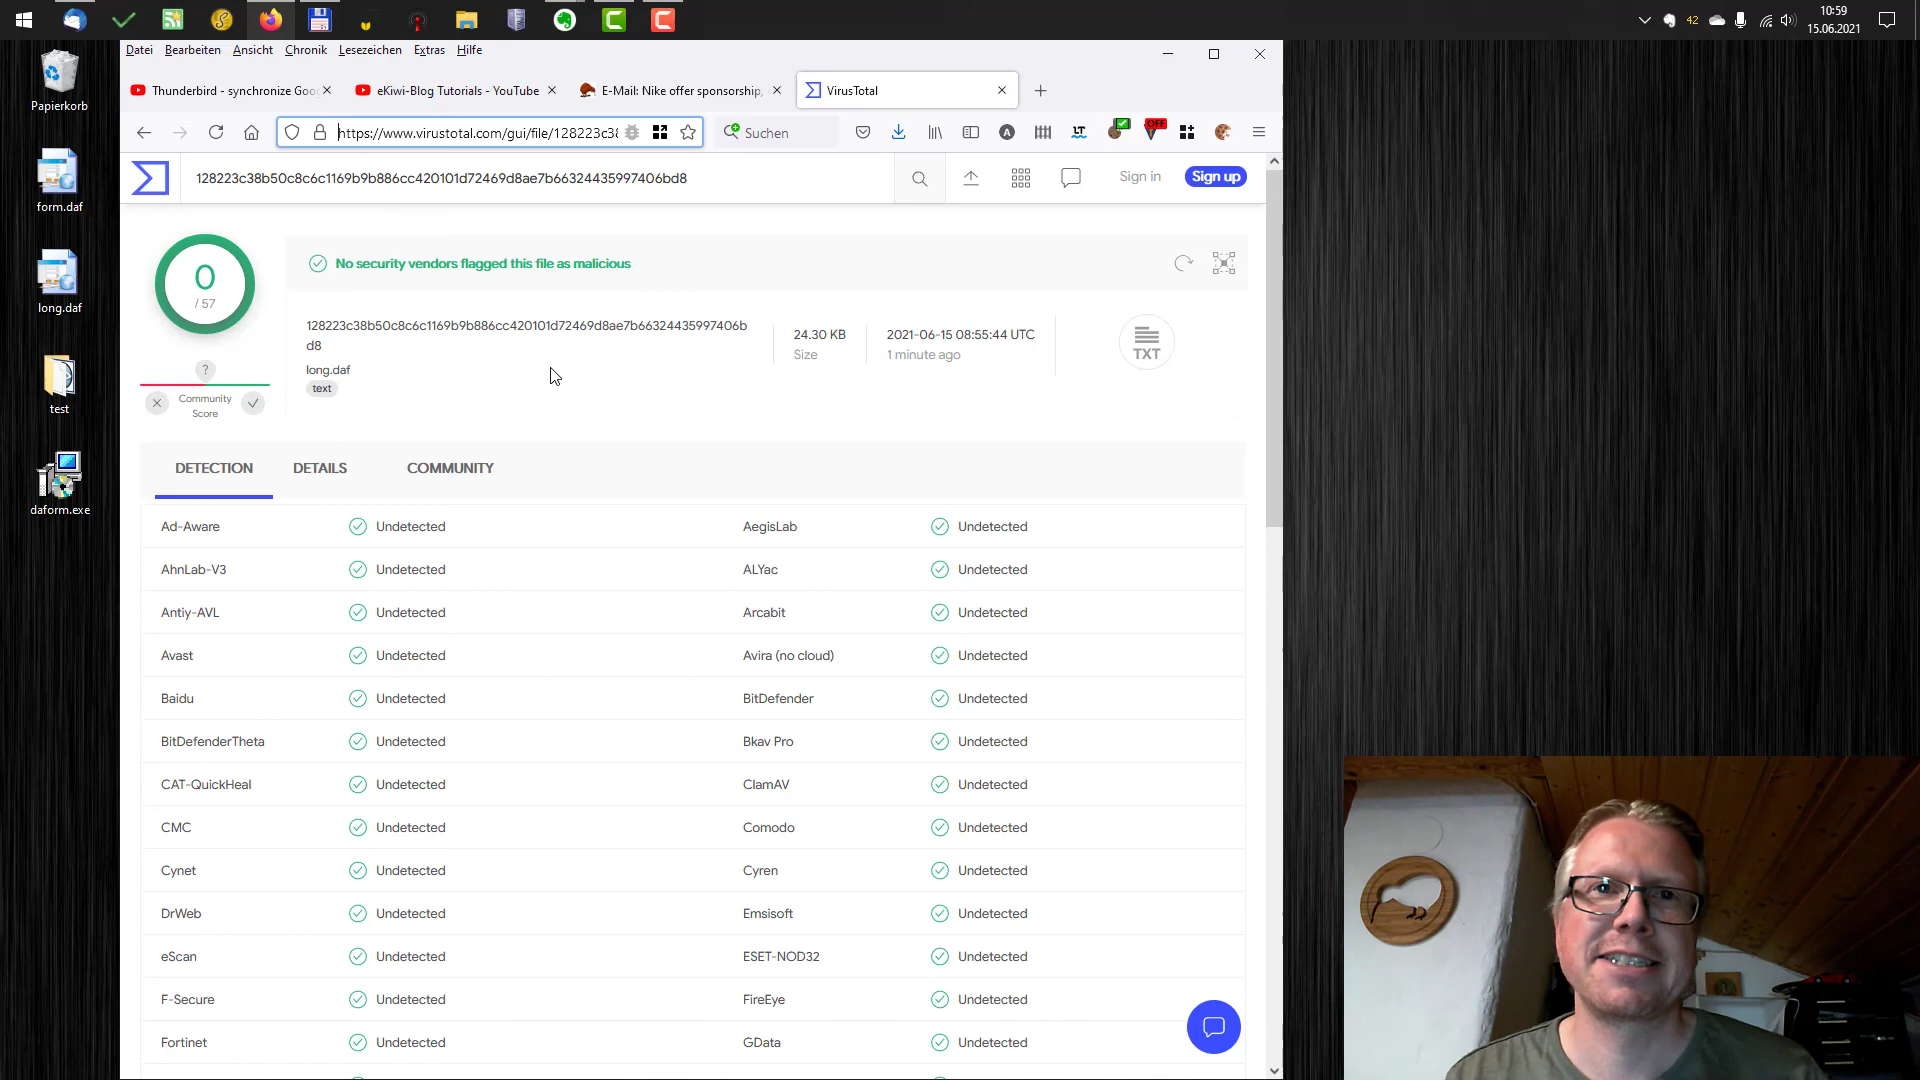 42
10:59
15.06.2021
Papierkorb
form.daf
long.daf
test
daform.exe
Datei Bearbeiten Ansicht Chronik Lesezeichen Extras Hilfe
Thunderbird - synchronize Goo
eKiwi-Blog Tutorials - YouTube
E-Mail: Nike offer sponsorship,
VirusTotal
https://www.virustotal.com/gui/file/128223c38
Suchen
A
LT
OFF
128223c38b50c8c6c1169b9b886cc420101d72469d8ae7b66324435997406bd8
Sign in
Sign up
0
/ 57
?
Community
Score
No security vendors flagged this file as malicious
128223c38b50c8c6c1169b9b886cc420101d72469d8ae7b66324435997406b
d8
long.daf
text
24.30 KB
Size
2021-06-15 08:55:44 UTC
1 minute ago
TXT
DETECTION DETAILS COMMUNITY
Ad-Aware Undetected AegisLab Undetected
AhnLab-V3 Undetected ALYac Undetected
Antiy-AVL Undetected Arcabit Undetected
Avast Undetected Avira (no cloud) Undetected
Baidu Undetected BitDefender Undetected
BitDefenderTheta Undetected Bkav Pro Undetected
CAT-QuickHeal Undetected ClamAV Undetected
CMC Undetected Comodo Undetected
Cynet Undetected Cyren Undetected
DrWeb Undetected Emsisoft Undetected
eScan Undetected ESET-NOD32 Undetected
F-Secure Undetected FireEye Undetected
Fortinet Undetected GData Undetected